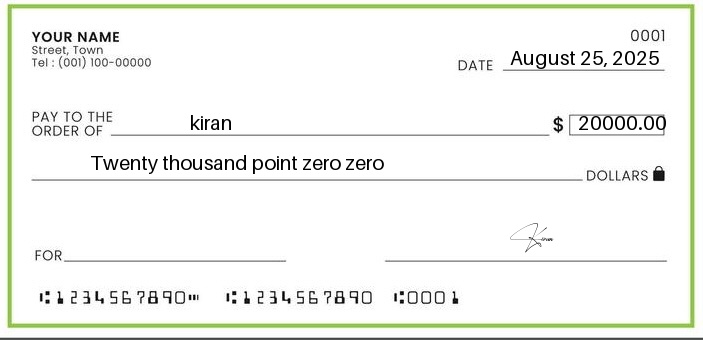 YOUR NAME 0001
Street, Town
Tel : (001) 100-00000
DATE August 25, 2025
PAY TO THE
ORDER OF kiran $ 20000.00
Twenty thousand point zero zero DOLLARS
Kiran
FOR
⑆1234567890⑈ ⑆1234567890 ⑆0001